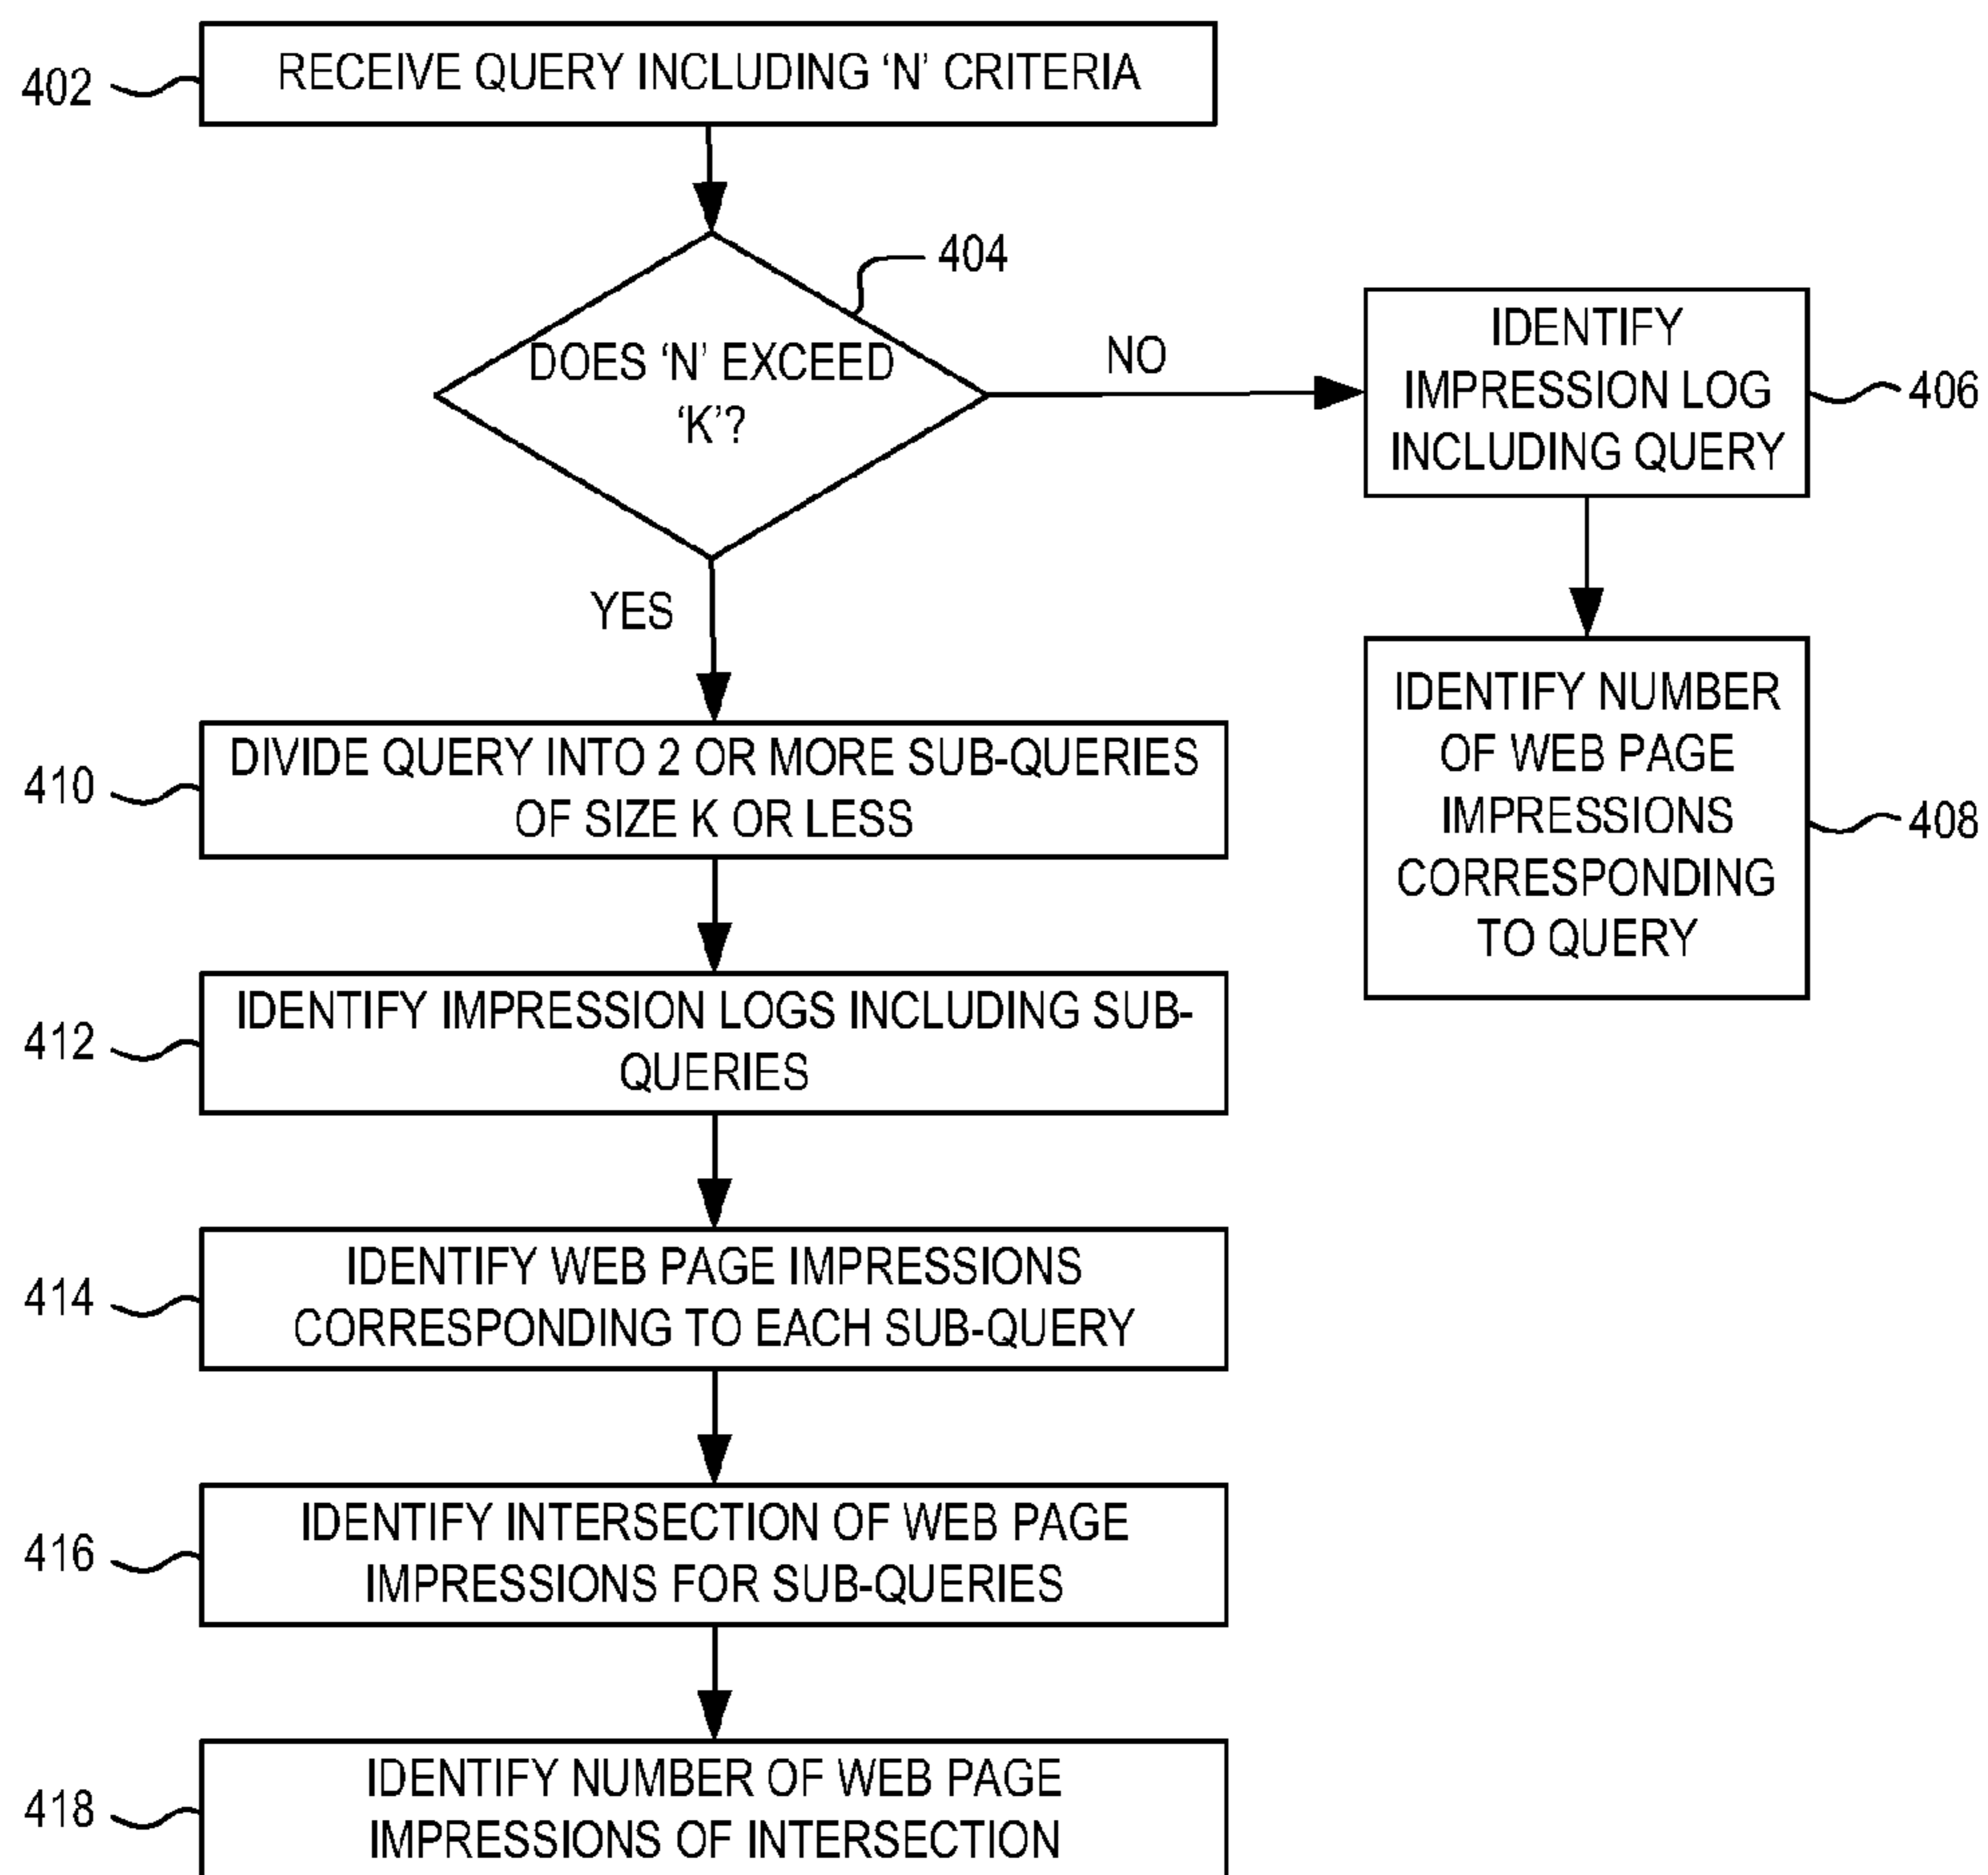 402
RECEIVE QUERY INCLUDING ‘N’ CRITERIA
404
DOES ‘N’ EXCEED
‘K’?
NO
IDENTIFY
IMPRESSION LOG
INCLUDING QUERY
406
YES
IDENTIFY NUMBER
OF WEB PAGE
IMPRESSIONS
CORRESPONDING
TO QUERY
408
410
DIVIDE QUERY INTO 2 OR MORE SUB-QUERIES
OF SIZE K OR LESS
412
IDENTIFY IMPRESSION LOGS INCLUDING SUB-
QUERIES
414
IDENTIFY WEB PAGE IMPRESSIONS
CORRESPONDING TO EACH SUB-QUERY
416
IDENTIFY INTERSECTION OF WEB PAGE
IMPRESSIONS FOR SUB-QUERIES
418
IDENTIFY NUMBER OF WEB PAGE
IMPRESSIONS OF INTERSECTION